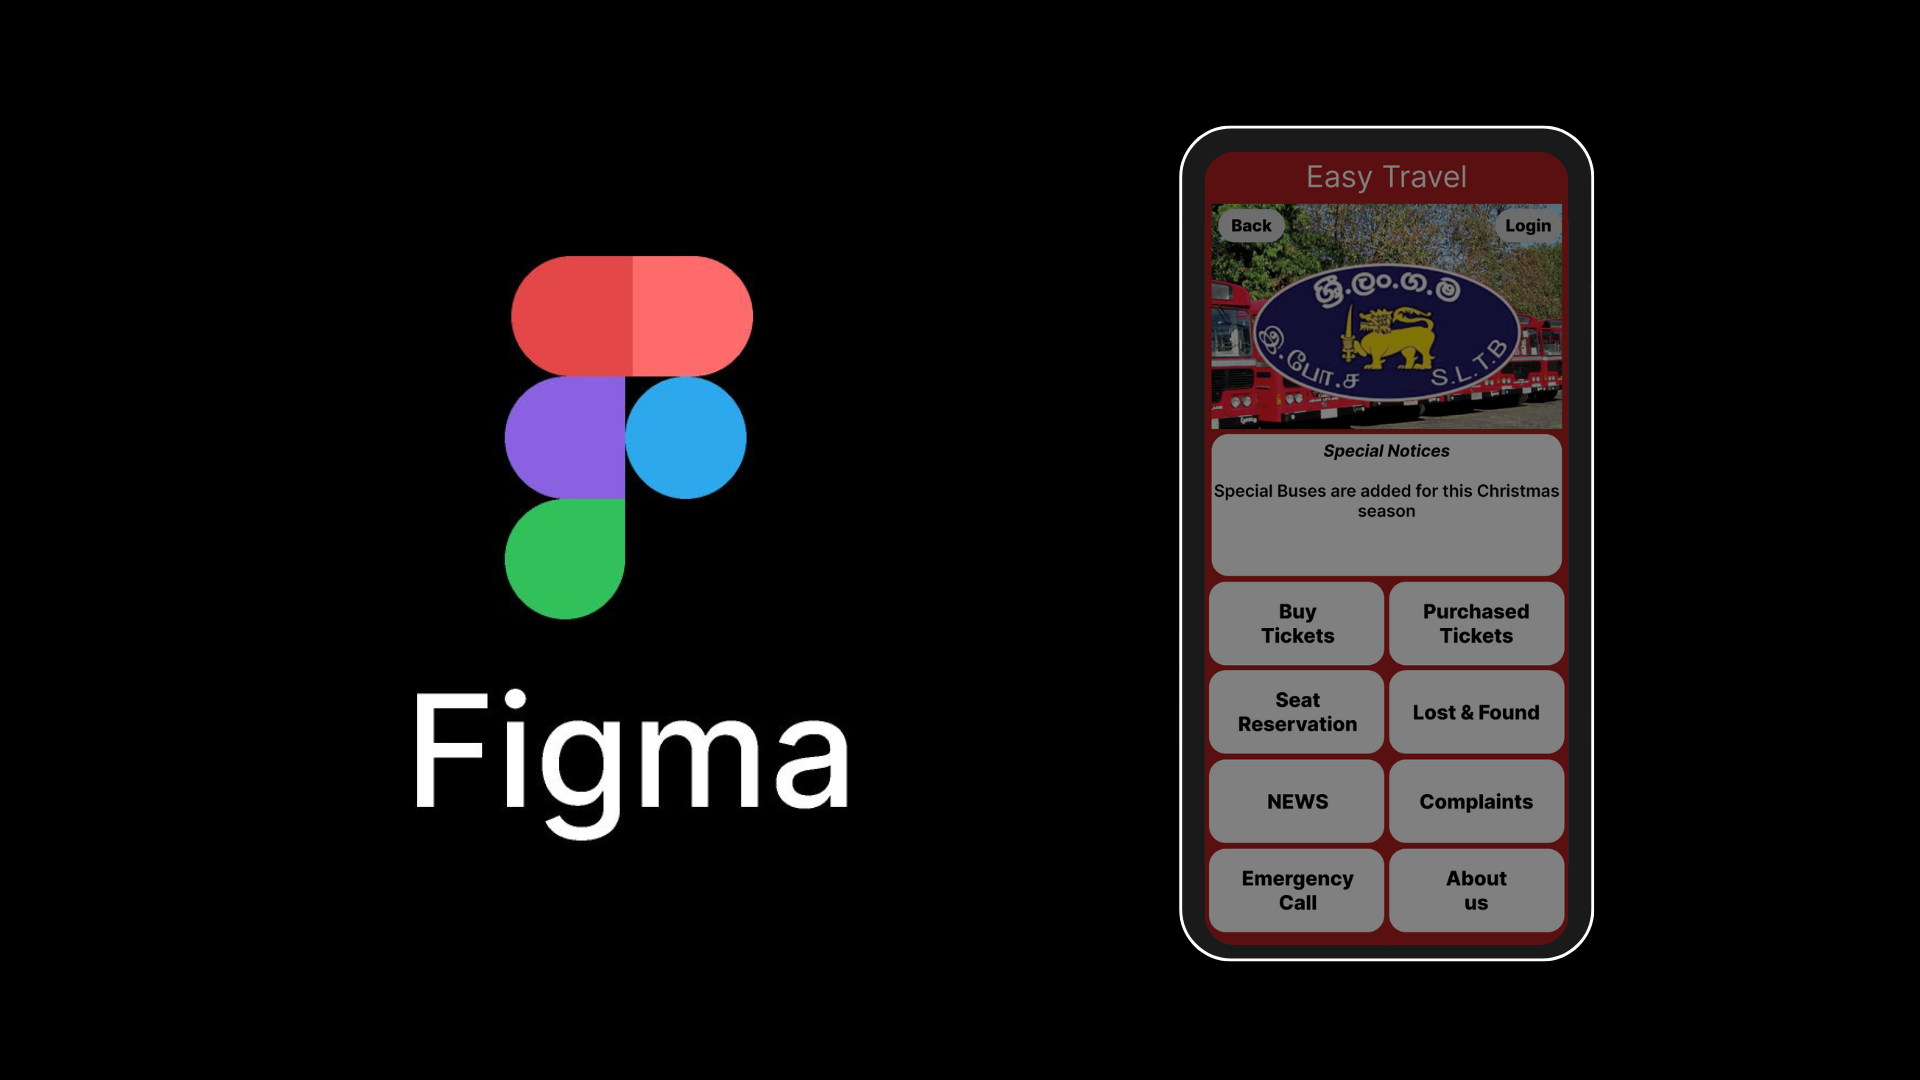 Figma
Easy Travel
Back
Login
ශ්‍රී.ලං.ග.ම
இ.போ.ச
S.L.T.B
Special Notices
Special Buses are added for this Christmas
season
Buy
Tickets
Purchased
Tickets
Seat
Reservation
Lost & Found
NEWS
Complaints
Emergency
Call
About
us